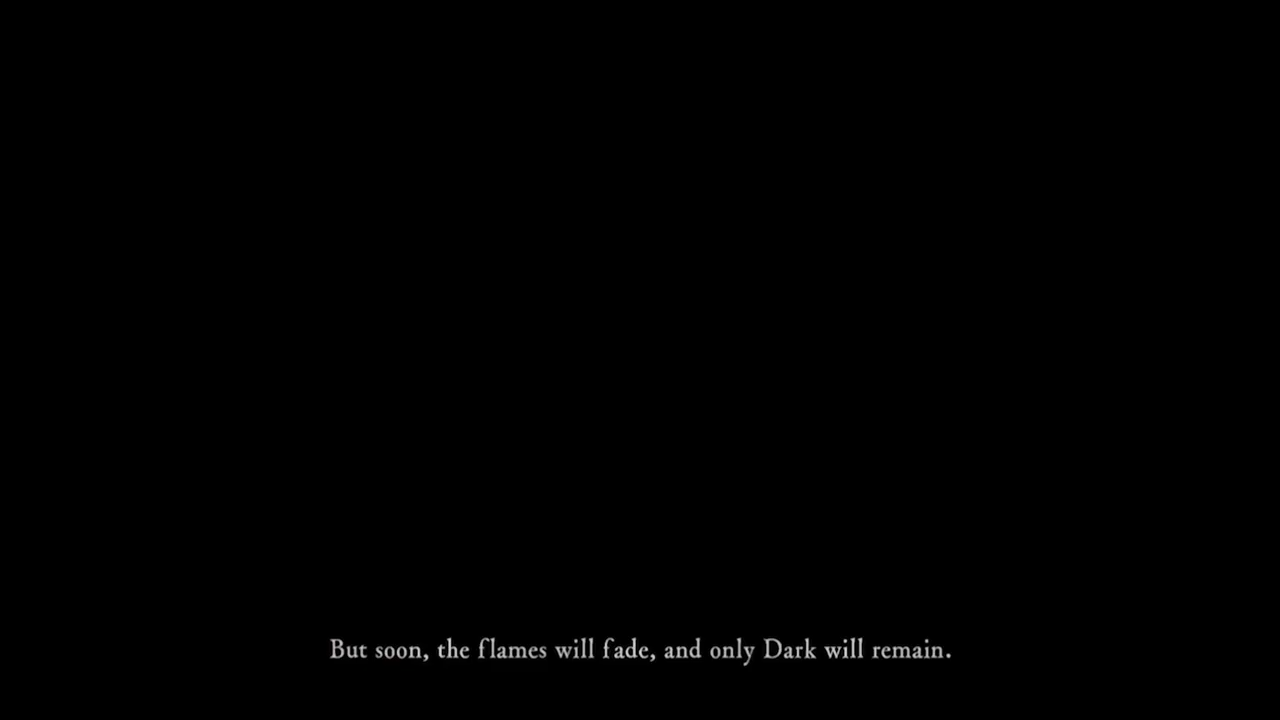 But soon, the flames will fade, and only Dark will remain.